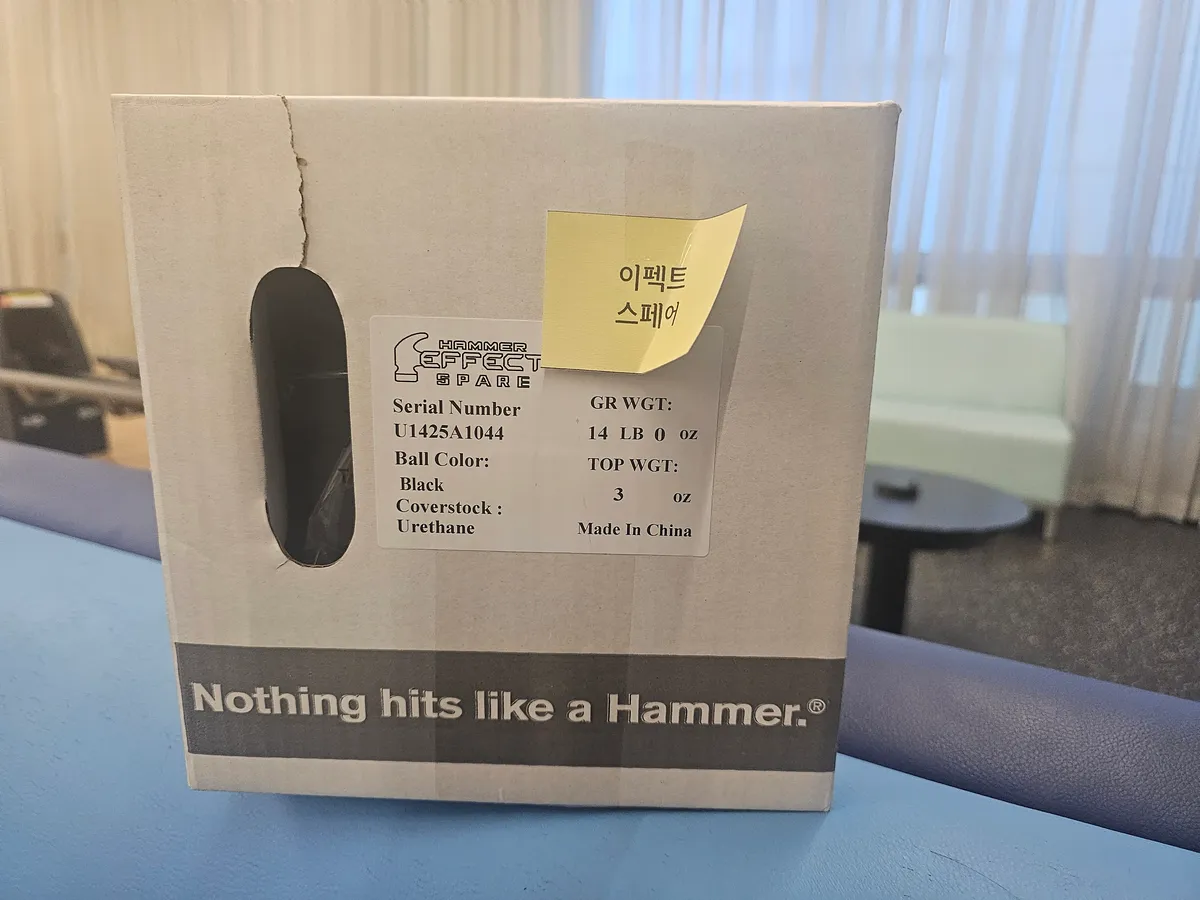 이펙트
스페어
HAMMER
EFFECT
SPARE
Serial Number
U1425A1044
Ball Color:
Black
Coverstock :
Urethane
GR WGT:
14 LB 0 oz
TOP WGT:
3 oz
Made In China
Nothing hits like a Hammer.®